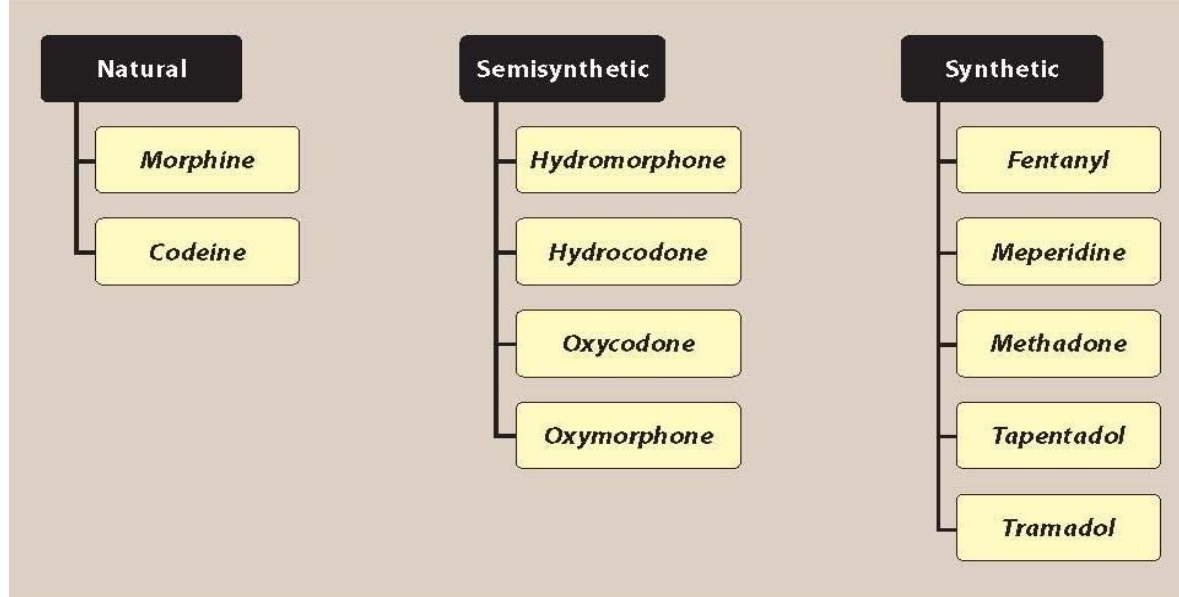 Natural
Morphine
Codeine
Semisynthetic
Hydromorphone
Hydrocodone
Oxycodone
Oxymorphone
Synthetic
Fentanyl
Meperidine
Methadone
Tapentadol
Tramadol